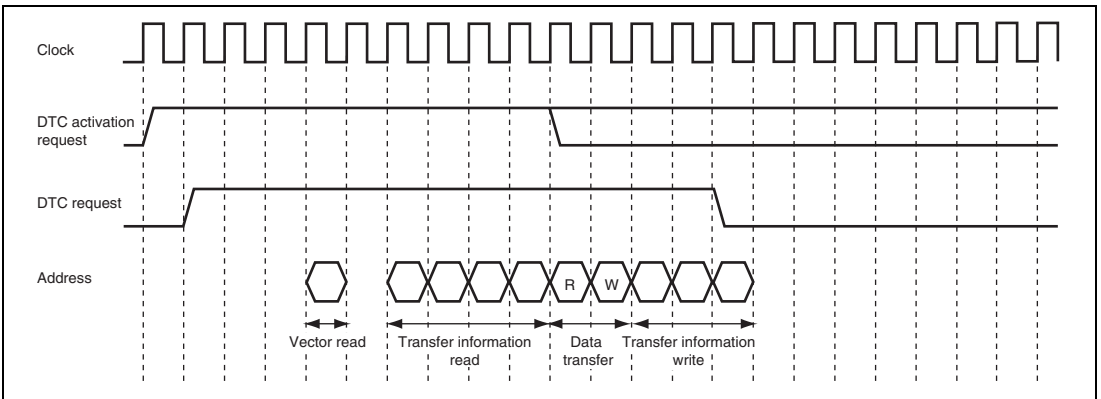 Clock
DTC activation
request
DTC request
Address
R W
Vector read
Transfer information
read
Data
transfer
Transfer information
write